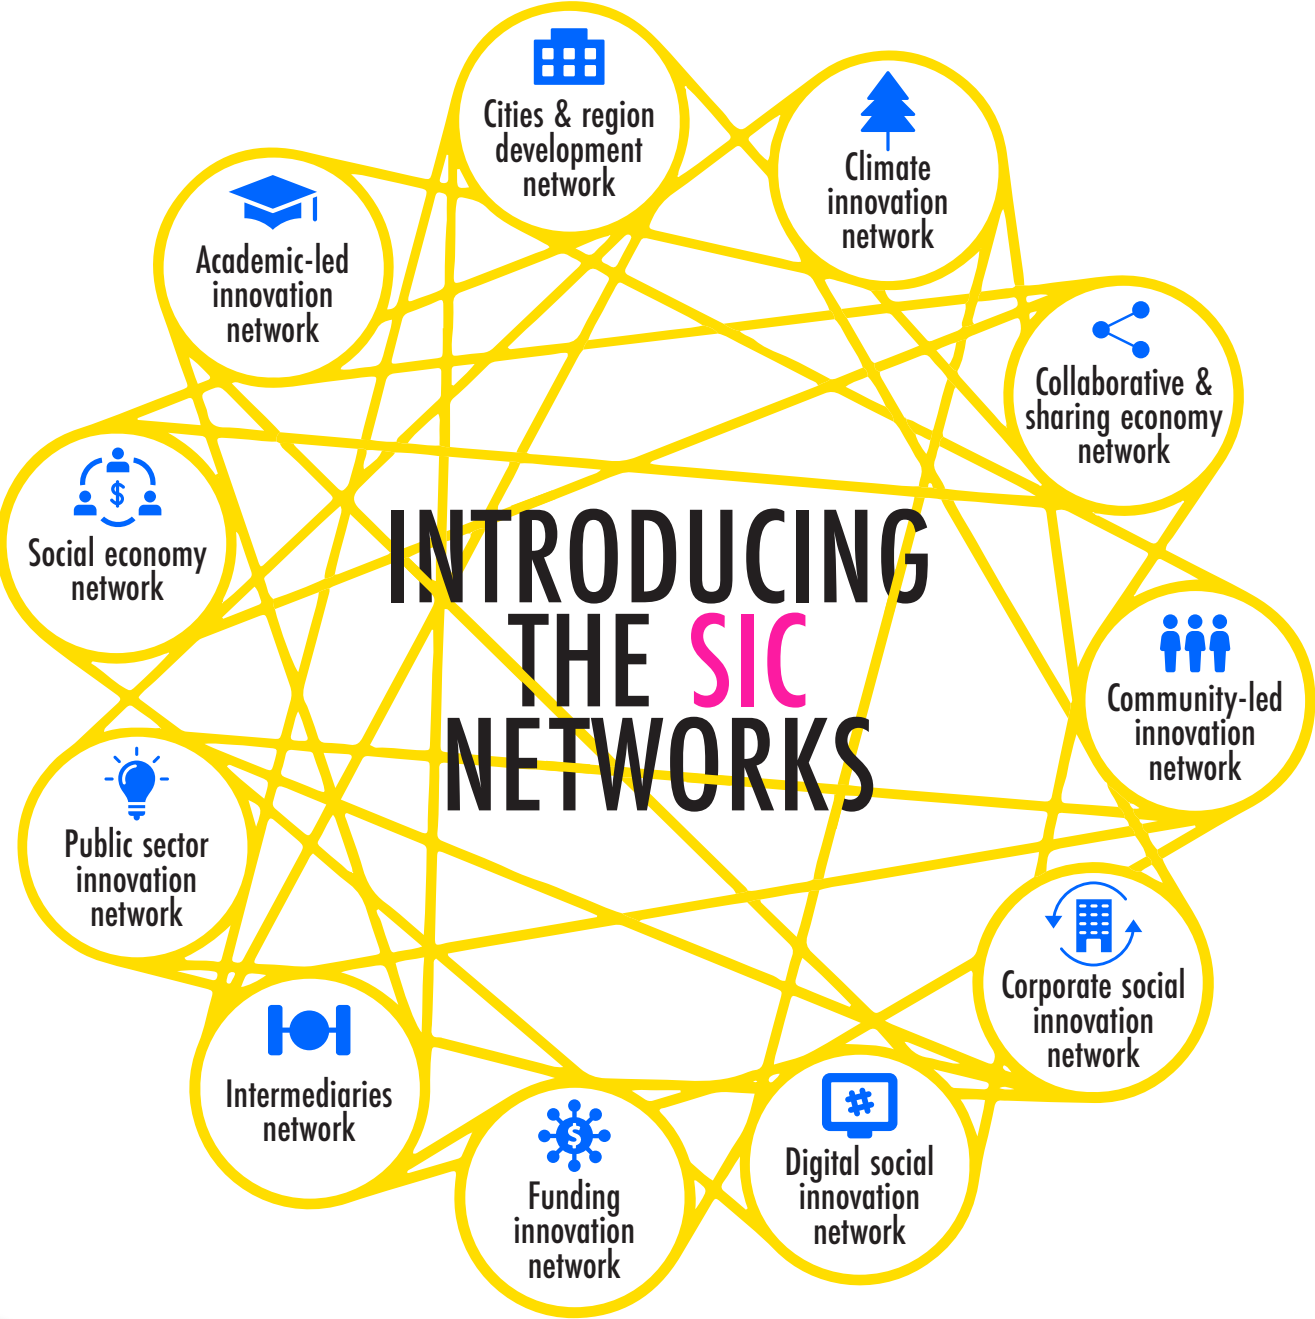 Cities & region
development
network
Climate
innovation
network
Collaborative &
sharing economy
network
Community-led
innovation
network
Corporate social
innovation
network
Digital social
innovation
network
Funding
innovation
network
Intermediaries
network
Public sector
innovation
network
Social economy
network
Academic-led
innovation
network
INTRODUCING
THE SIC
NETWORKS
$
#
$